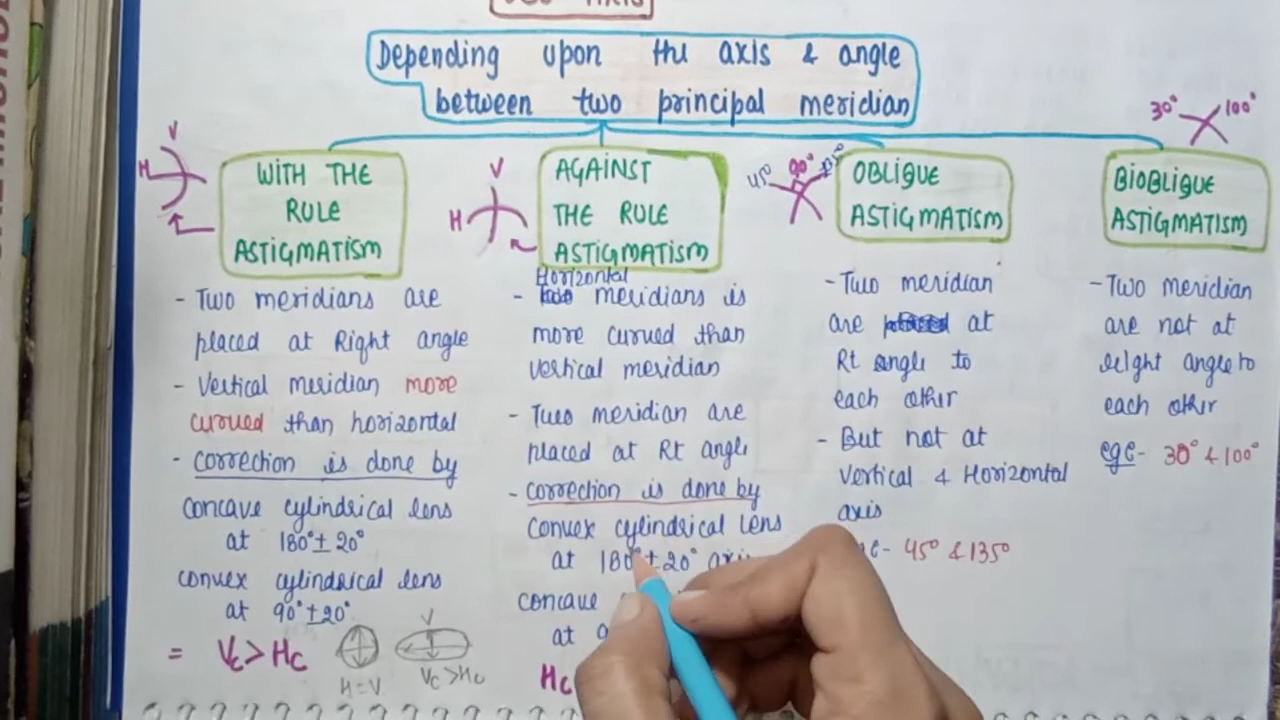 Depending upon the axis & angle
between two principal meridian
30° 100°
V
H
WITH THE
RULE
ASTIGMATISM
- Two meridians are
placed at Right angle
- Vertical meridian more
curved than horizontal
- correction is done by
concave cylindrical lens
at 180°± 20°
convex cylindrical lens
at 90°±20°
= Vc > Hc
H=V
V
Vc >Hc
V
H
AGAINST
THE RULE
ASTIGMATISM
Horizontal
- meridians is
more curved than
vertical meridian
- Two meridian are
placed at Rt angle
- correction is done by
convex cylindrical lens
at 180°±20°
concave
at
Hc
45° 90°
OBLIGUE
ASTIGMATISM
- Two meridian
are at
Rt angle to
each other
- But not at
vertical & Horizontal
axis
- 45° & 135°
BIOBLIGUE
ASTIGMATISM
- Two meridian
are not at
angle to
each other
- 30° & 100°